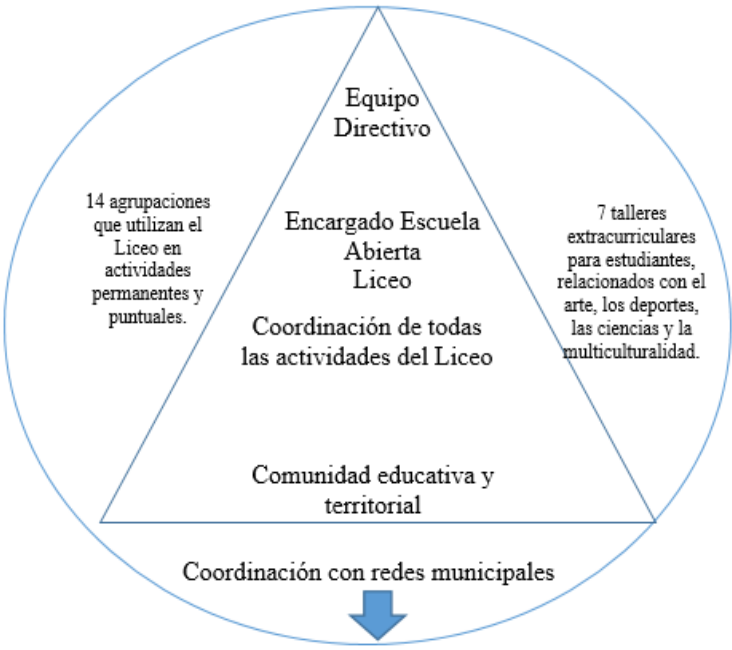 Equipo
Directivo
14 agrupaciones
que utilizan el
Liceo en
actividades
permanentes y
puntuales.
Encargado Escuela
Abierta
Liceo
Coordinación de todas
las actividades del Liceo
7 talleres
extracurriculares
para estudiantes,
relacionados con el
arte, los deportes,
las ciencias y la
multiculturalidad.
Comunidad educativa y
territorial
Coordinación con redes municipales